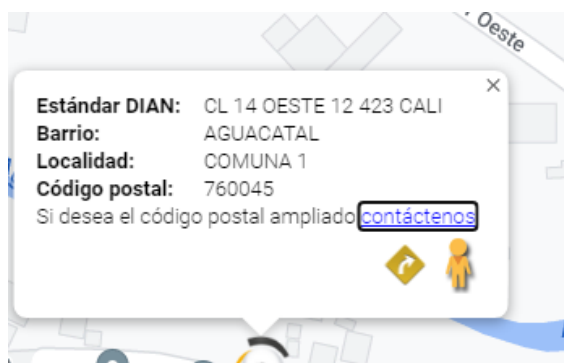 Oeste
Estándar DIAN: CL 14 OESTE 12 423 CALI
Barrio: AGUACATAL
Localidad: COMUNA 1
Código postal: 760045
Si desea el código postal ampliado contáctenos